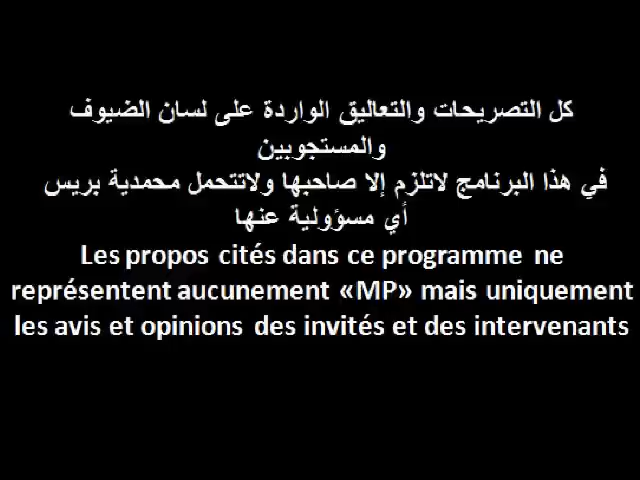 كل التصريحات والتعاليق الواردة على لسان الضيوف
والمستجوبين
في هذا البرنامج لاتلزم إلا صاحبها ولاتتحمل محمدية بريس
أي مسؤولية عنها
Les propos cités dans ce programme ne
représentent aucunement «MP» mais uniquement
les avis et opinions des invités et des intervenants